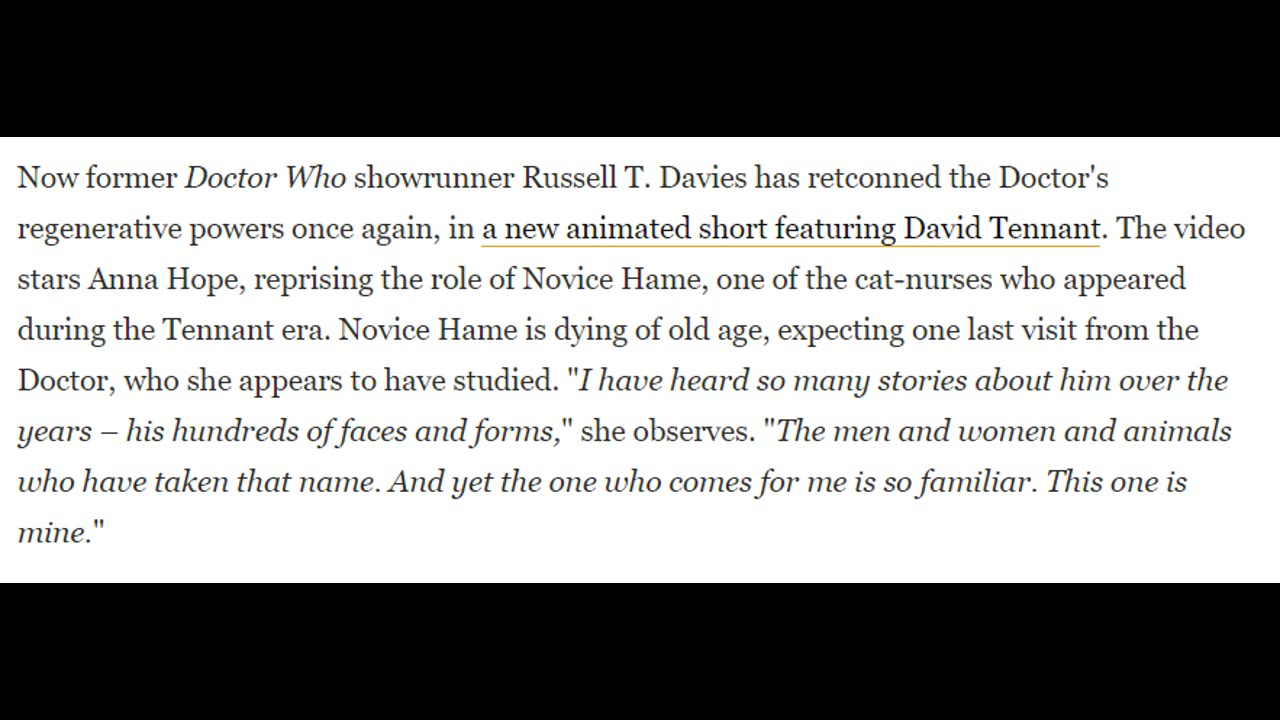 Now former Doctor Who showrunner Russell T. Davies has retconned the Doctor's
regenerative powers once again, in a new animated short featuring David Tennant. The video
stars Anna Hope, reprising the role of Novice Hame, one of the cat-nurses who appeared
during the Tennant era. Novice Hame is dying of old age, expecting one last visit from the
Doctor, who she appears to have studied. "I have heard so many stories about him over the
years – his hundreds of faces and forms," she observes. "The men and women and animals
who have taken that name. And yet the one who comes for me is so familiar. This one is
mine."